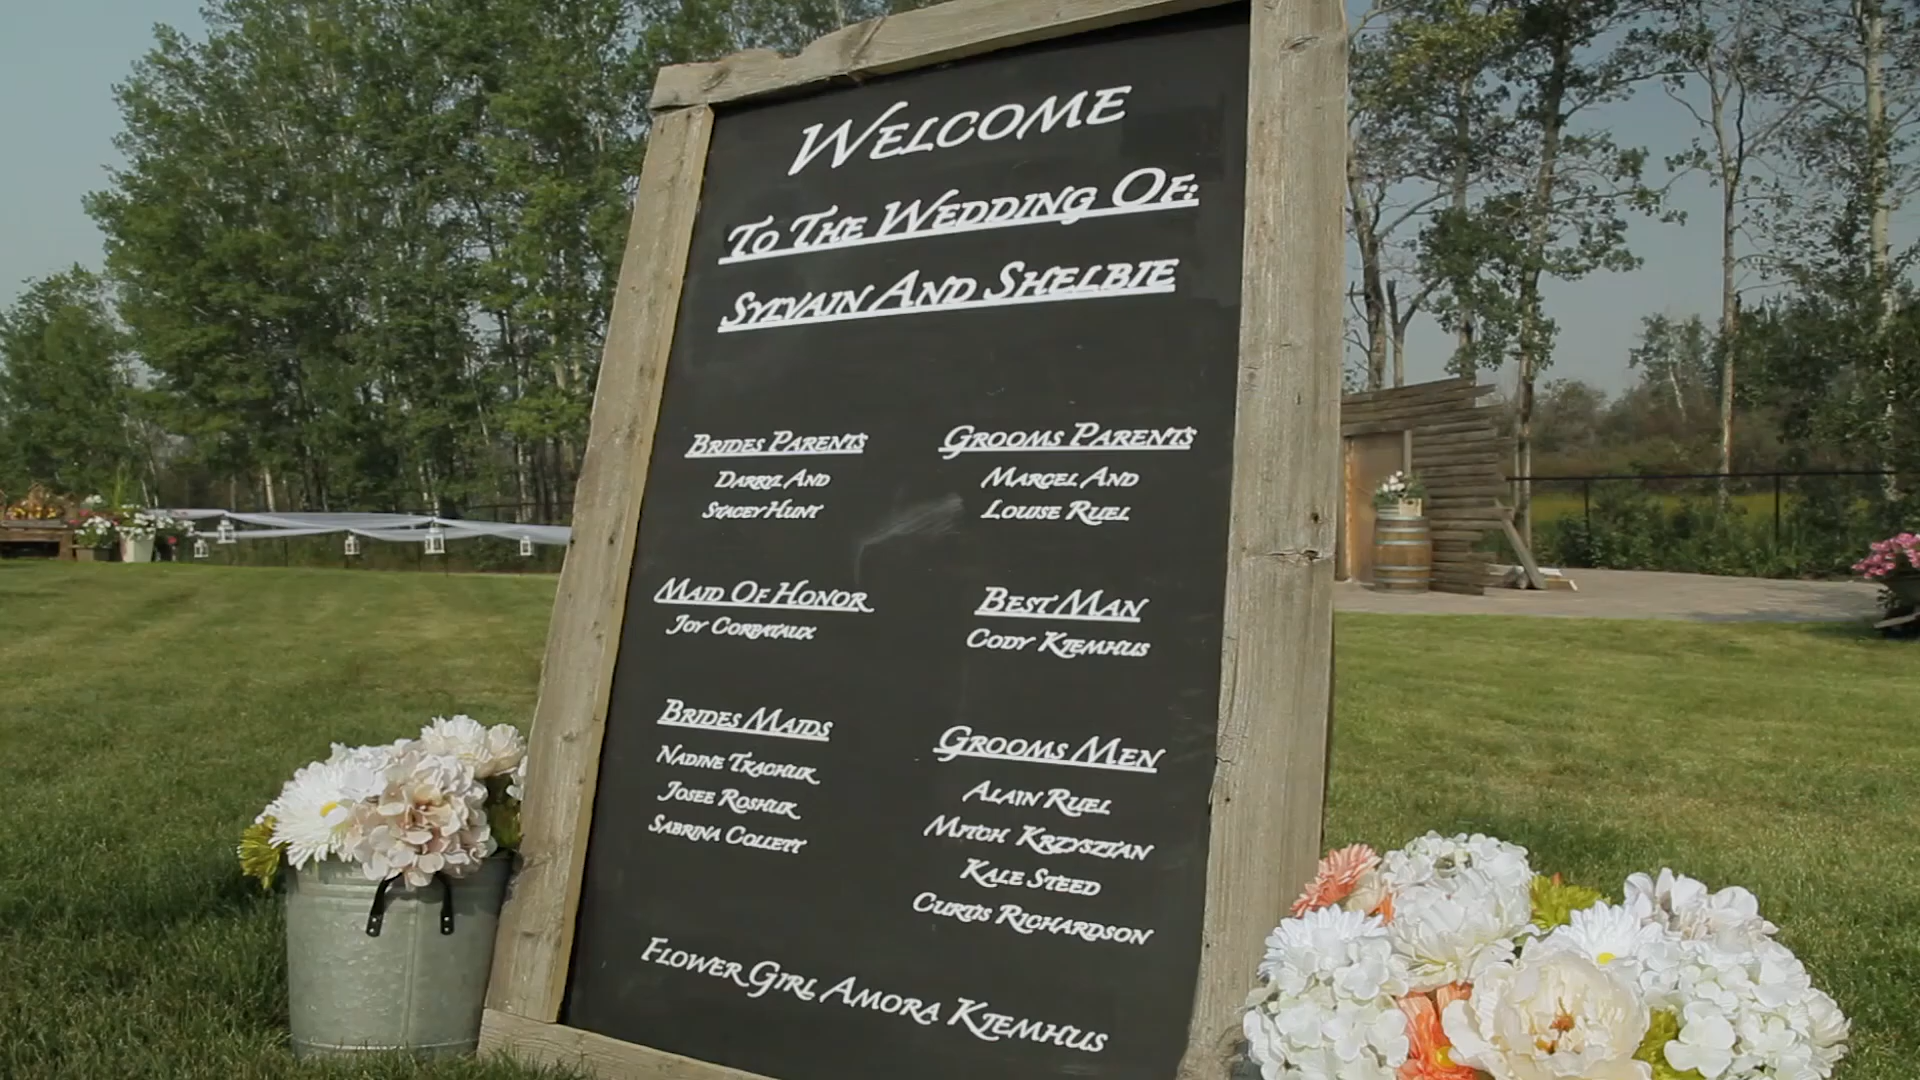 WELCOME
TO THE WEDDING OF:
SYLVAIN AND SHELBIE
BRIDES PARENTS
DARRYL AND
STACEY HUNT
GROOMS PARENTS
MARCEL AND
LOUISE RUEL
MAID OF HONOR
JOY CORBATAUX
BEST MAN
CODY KIEMHUS
BRIDES MAIDS
NADINE TKACHUK
JOSEE ROSHUK
SABRINA COLLETT
GROOMS MEN
ALAIN RUEL
MITCH KRZYSZTAN
KALE STEED
CURTIS RICHARDSON
FLOWER GIRL AMORA KIEMHUS